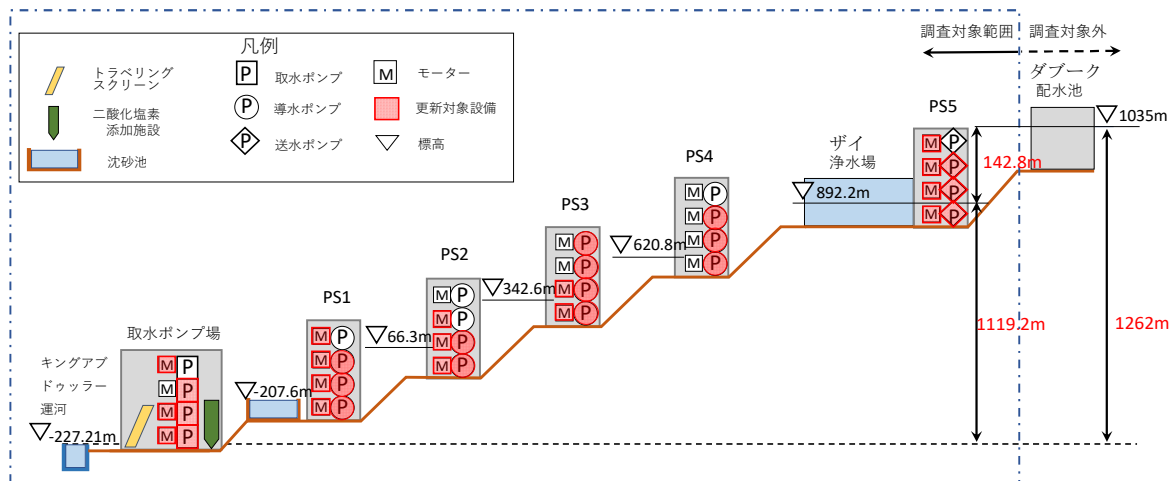 調査対象範囲
調査対象外
凡例
トラベリング
スクリーン
P
取水ポンプ
M
モーター
二酸化塩素
添加施設
P
導水ポンプ
更新対象設備
沈砂池
P
送水ポンプ
標高
ダブーク
配水池
1035m
PS5
M P
M P
M P
M P
142.8m
ザイ
浄水場
892.2m
PS4
M P
M P
M P
M P
620.8m
PS3
M P
M P
M P
M P
342.6m
PS2
M P
M P
M P
M P
66.3m
PS1
M P
M P
M P
M P
-207.6m
取水ポンプ場
M P
M P
M P
M P
キングアブ
ドゥッラー
運河
-227.21m
1119.2m
1262m